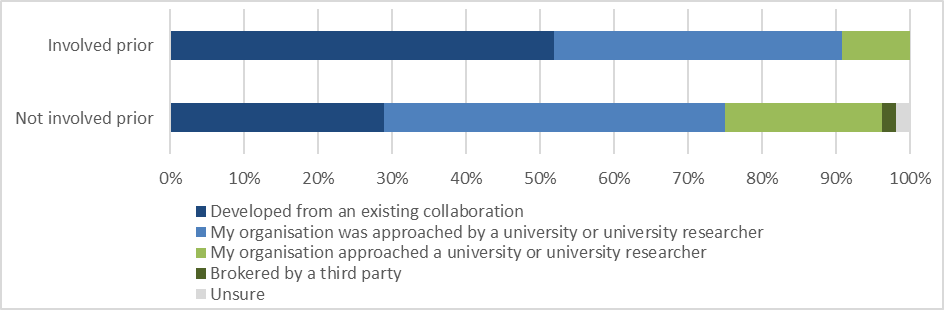 Involved prior
Not involved prior
0% 10% 20% 30% 40% 50% 60% 70% 80% 90% 100%
Developed from an existing collaboration
My organisation was approached by a university or university researcher
My organisation approached a university or university researcher
Brokered by a third party
Unsure